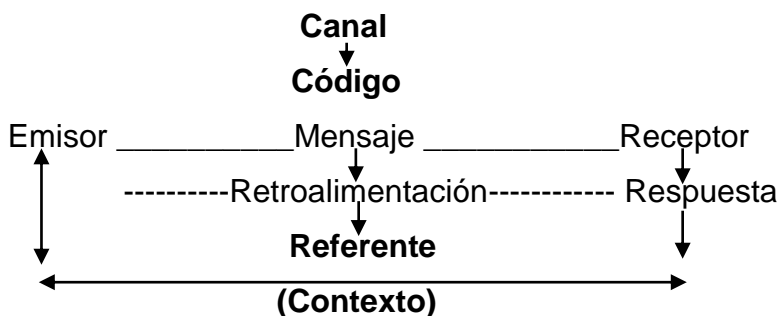 Canal
Código
Emisor __________Mensaje ___________Receptor
----------Retroalimentación----------- Respuesta
Referente
(Contexto)